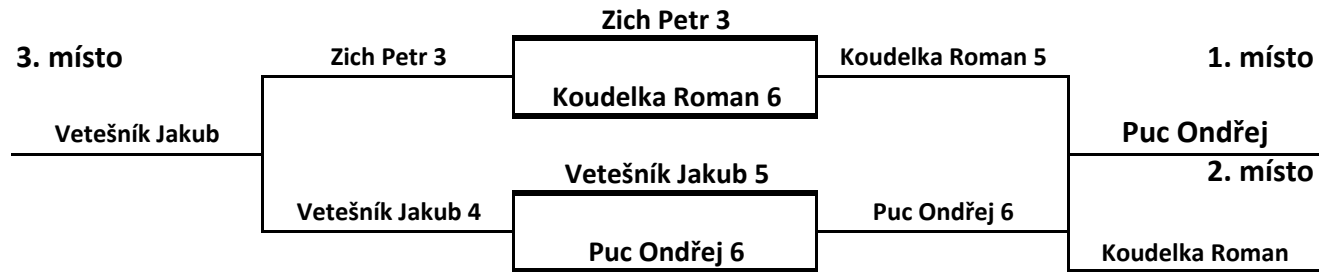 Zich Petr 3
3. místo
Zich Petr 3
Koudelka Roman 5
1. místo
Koudelka Roman 6
Vetešník Jakub
Puc Ondřej
Vetešník Jakub 5
2. místo
Vetešník Jakub 4
Puc Ondřej 6
Puc Ondřej 6
Koudelka Roman